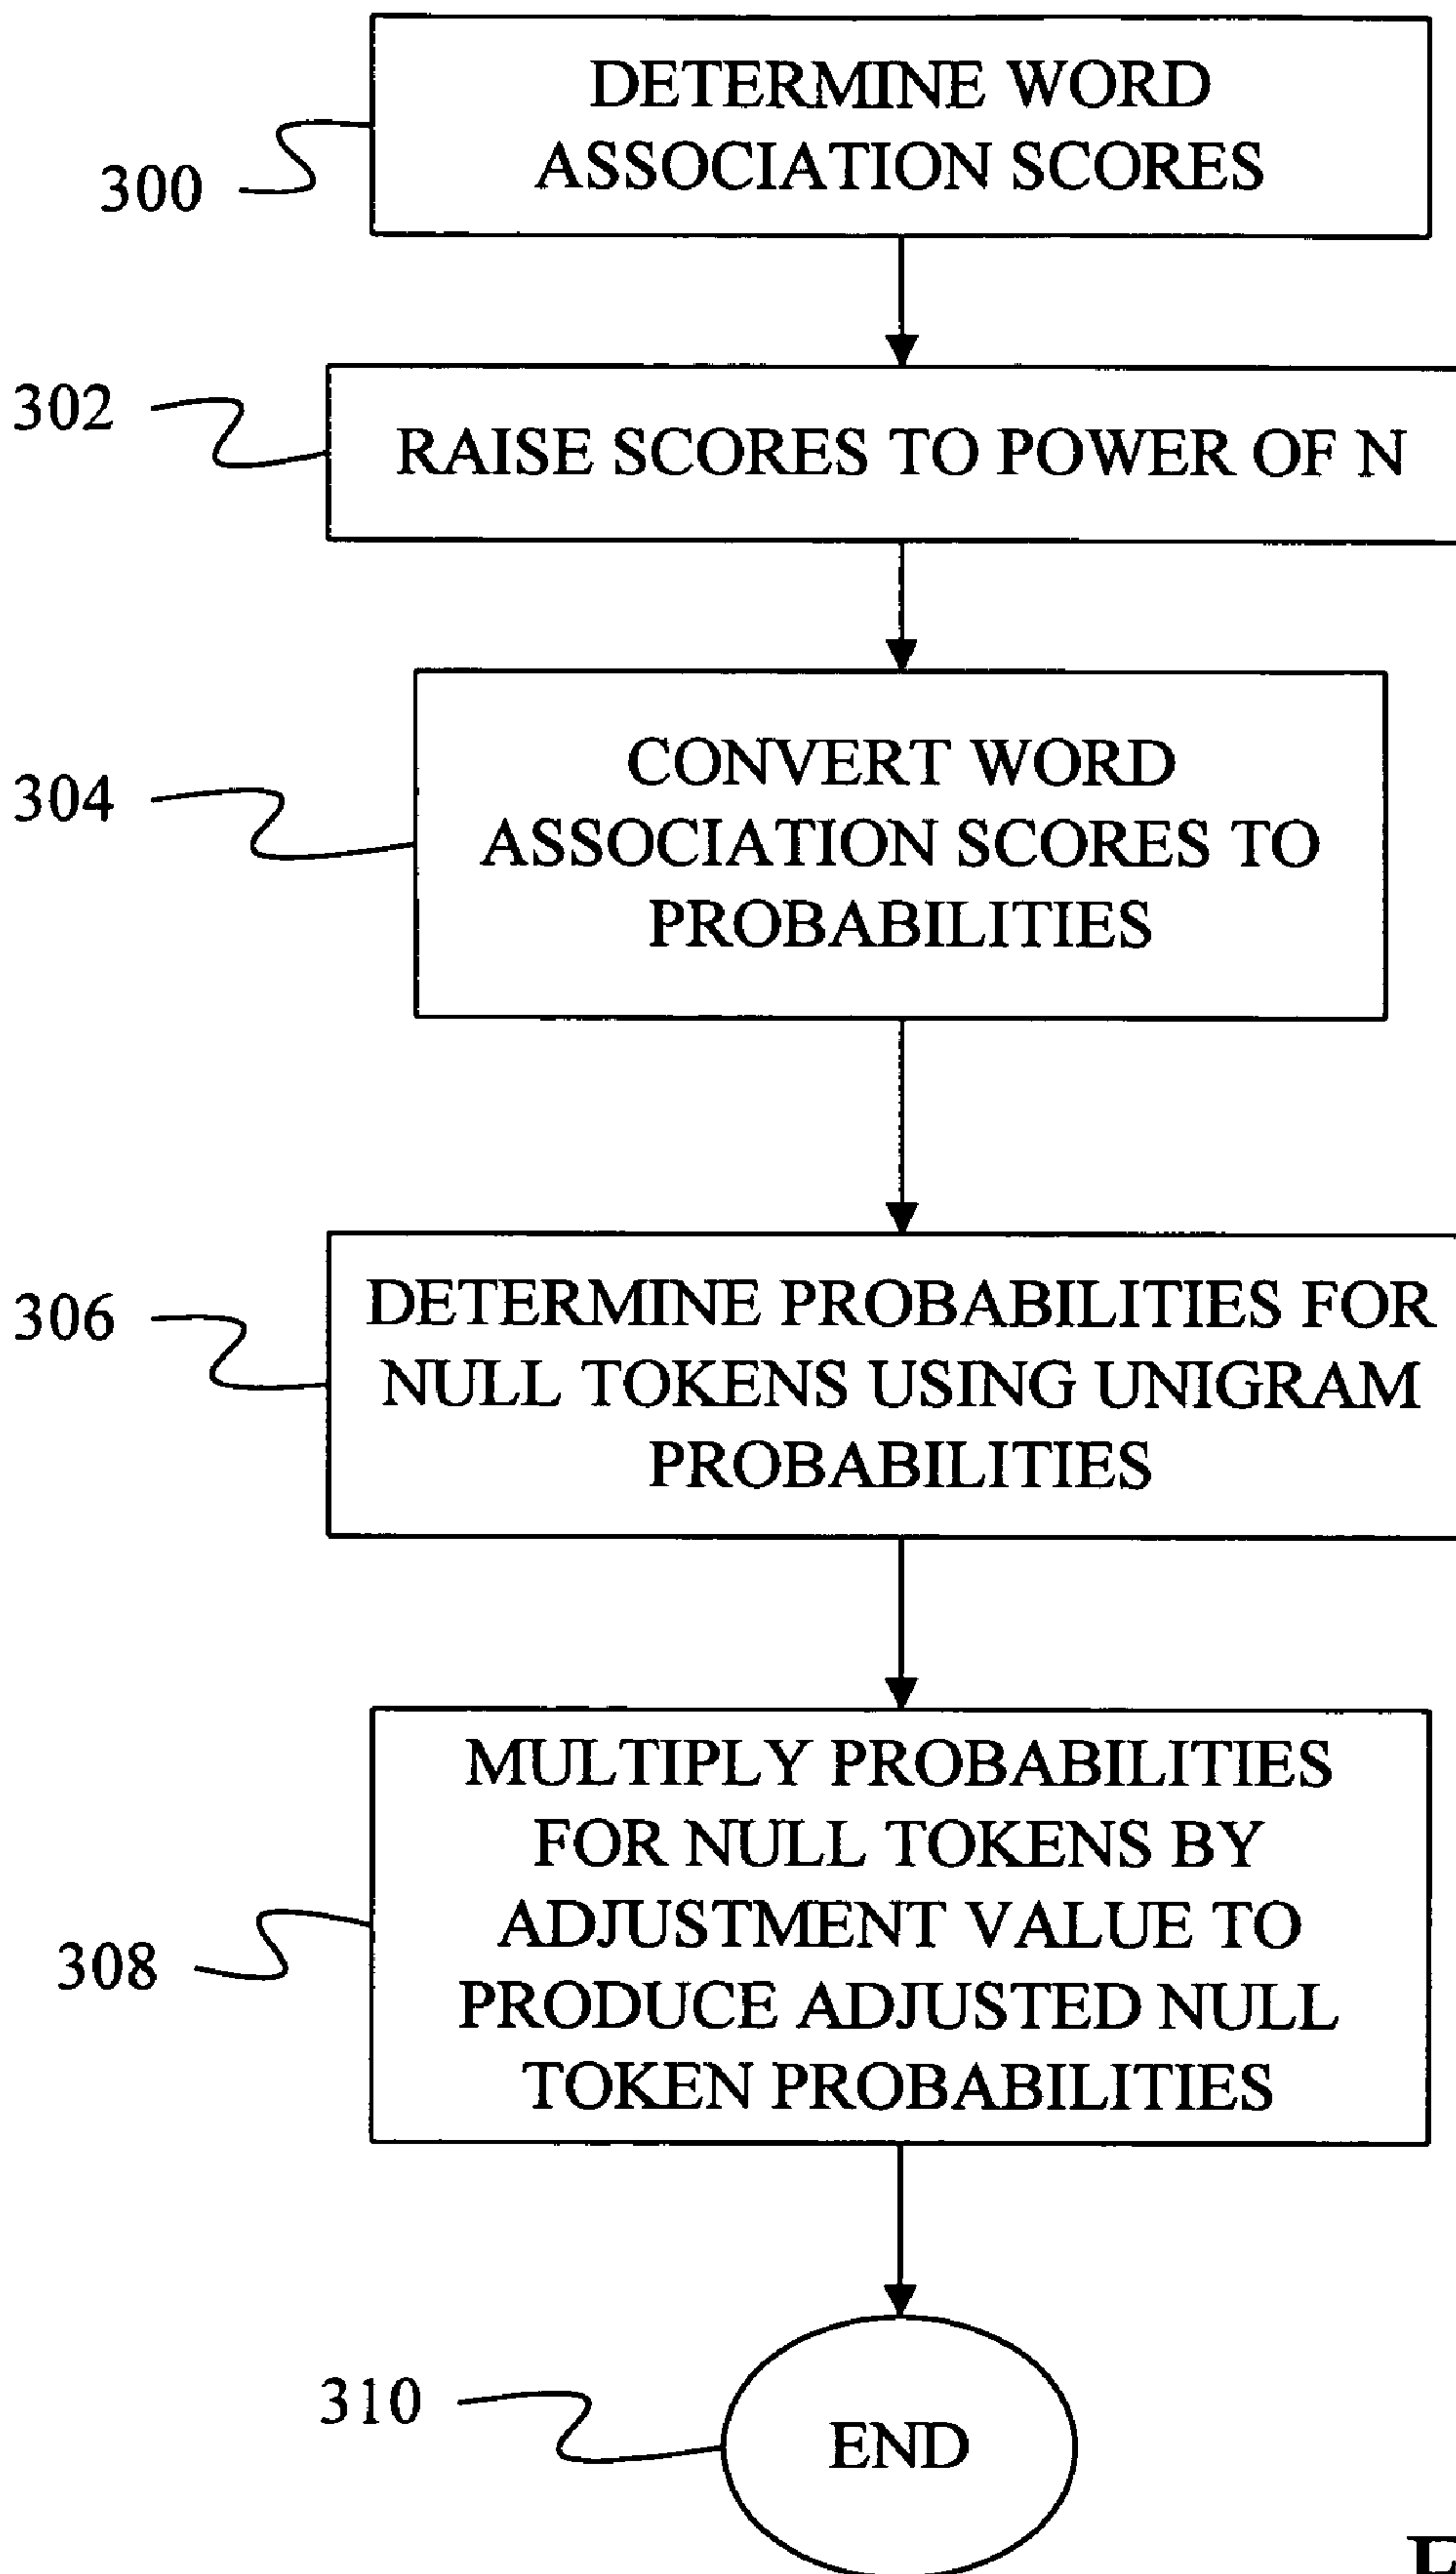 DETERMINE WORD
ASSOCIATION SCORES
300
302
RAISE SCORES TO POWER OF N
CONVERT WORD
ASSOCIATION SCORES TO
PROBABILITIES
304
DETERMINE PROBABILITIES FOR
NULL TOKENS USING UNIGRAM
PROBABILITIES
306
MULTIPLY PROBABILITIES
FOR NULL TOKENS BY
ADJUSTMENT VALUE TO
PRODUCE ADJUSTED NULL
TOKEN PROBABILITIES
308
310
END